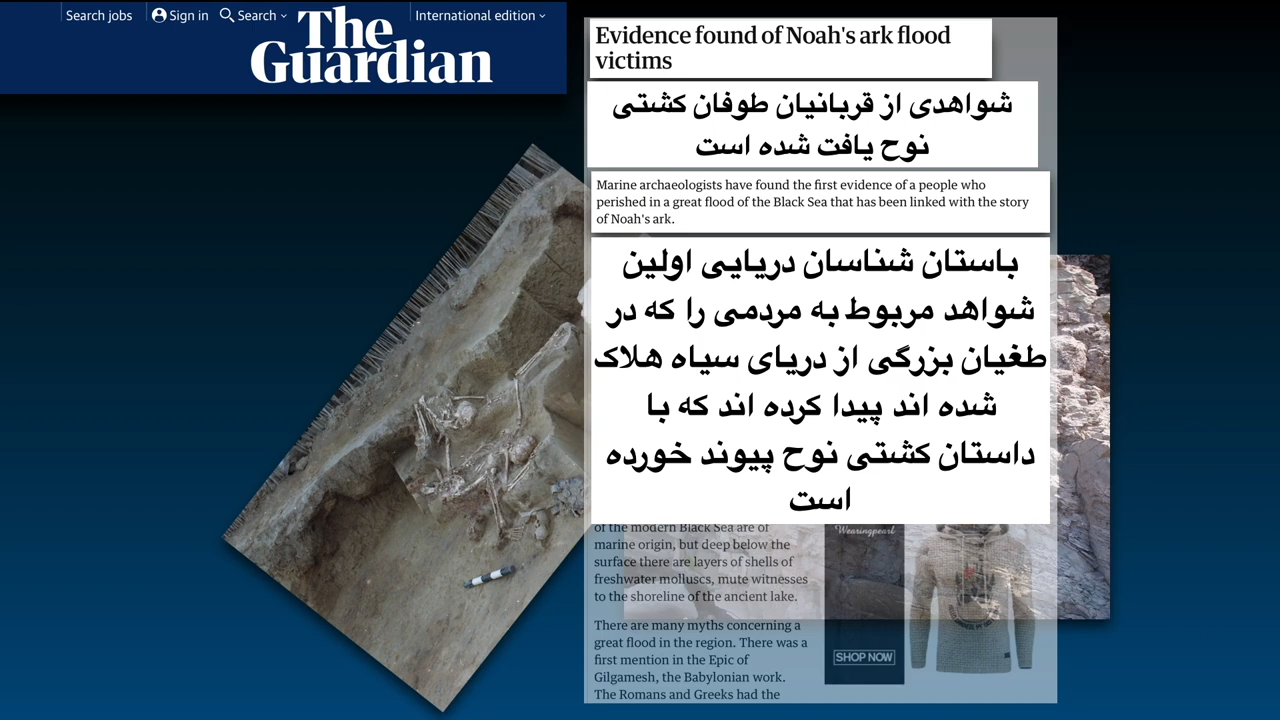 Search jobs
Sign in
Search
International edition
The
Guardian
Evidence found of Noah's ark flood
victims
شواهدی از قربانیان طوفان کشتی
نوح یافت شده است
Marine archaeologists have found the first evidence of a people who
perished in a great flood of the Black Sea that has been linked with the story
of Noah's ark.
باستان شناسان دریایی اولین
شواهد مربوط به مردمی را که در
طغیان بزرگی از دریای سیاه هلاک
شده اند پیدا کرده اند که با
داستان کشتی نوح پیوند خورده
است
of the modern Black Sea are of
marine origin, but deep below the
surface there are layers of shells of
freshwater molluscs, mute witnesses
to the shoreline of the ancient lake.
There are many myths concerning a
great flood in the region. There was a
first mention in the Epic of
Gilgamesh, the Babylonian work.
The Romans and Greeks had the
Wearingpearl
SHOP NOW